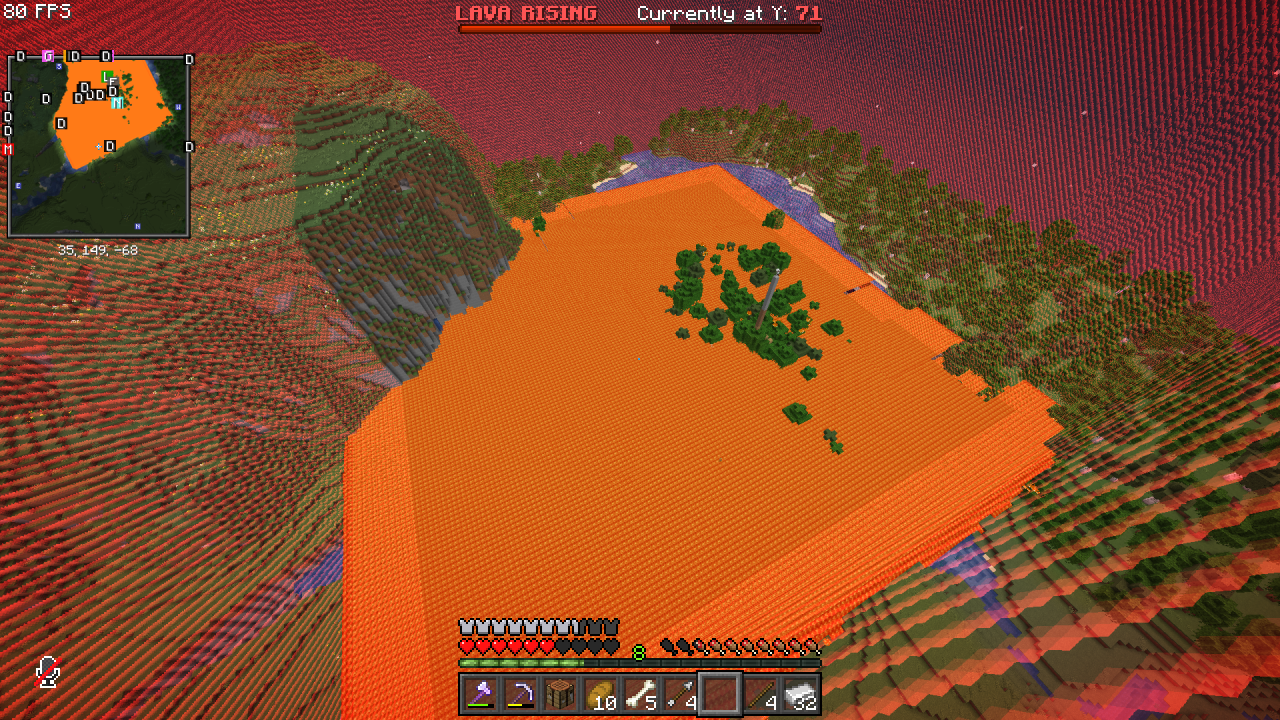 80 FPS
LAVA RISING Currently at Y: 71
D G D D D
S
L
F
D D D D D D D
N
W
D D D
M D D
E
N
35, 149, -68
8
10 5 4 4 32